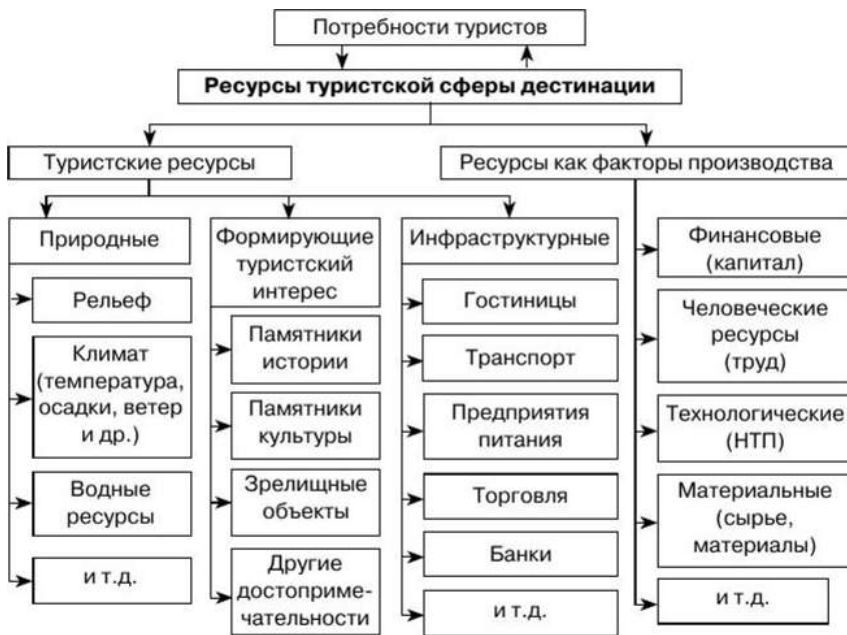 Потребности туристов
Ресурсы туристской сферы дестинации
Туристские ресурсы
Ресурсы как факторы производства
Природные
Рельеф
Климат
(температура,
осадки, ветер
и др.)
Водные
ресурсы
и т.д.
Формирующие
туристский
интерес
Памятники
истории
Памятники
культуры
Зрелищные
объекты
Другие
достоприме-
чательности
Инфраструктурные
Гостиницы
Транспорт
Предприятия
питания
Торговля
Банки
и т.д.
Финансовые
(капитал)
Человеческие
ресурсы
(труд)
Технологические
(НТП)
Материальные
(сырье,
материалы)
и т.д.